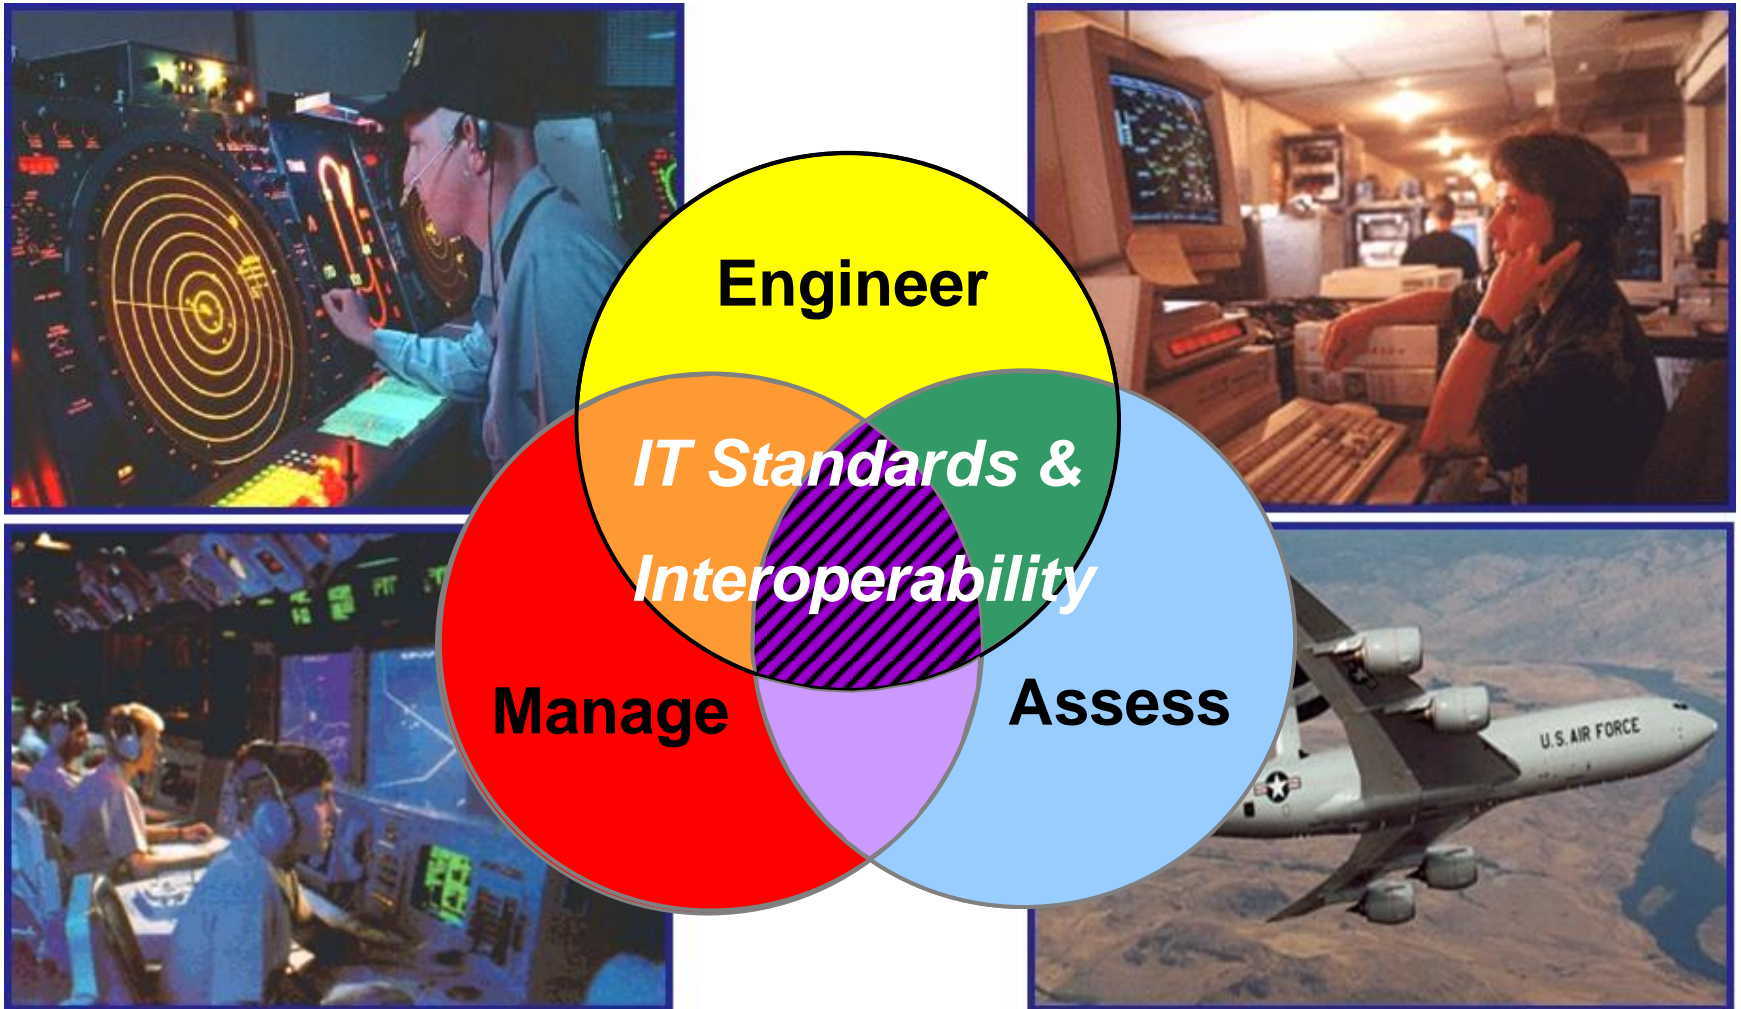 Engineer
IT Standards &
Interoperability
Manage
Assess
U.S. AIR FORCE